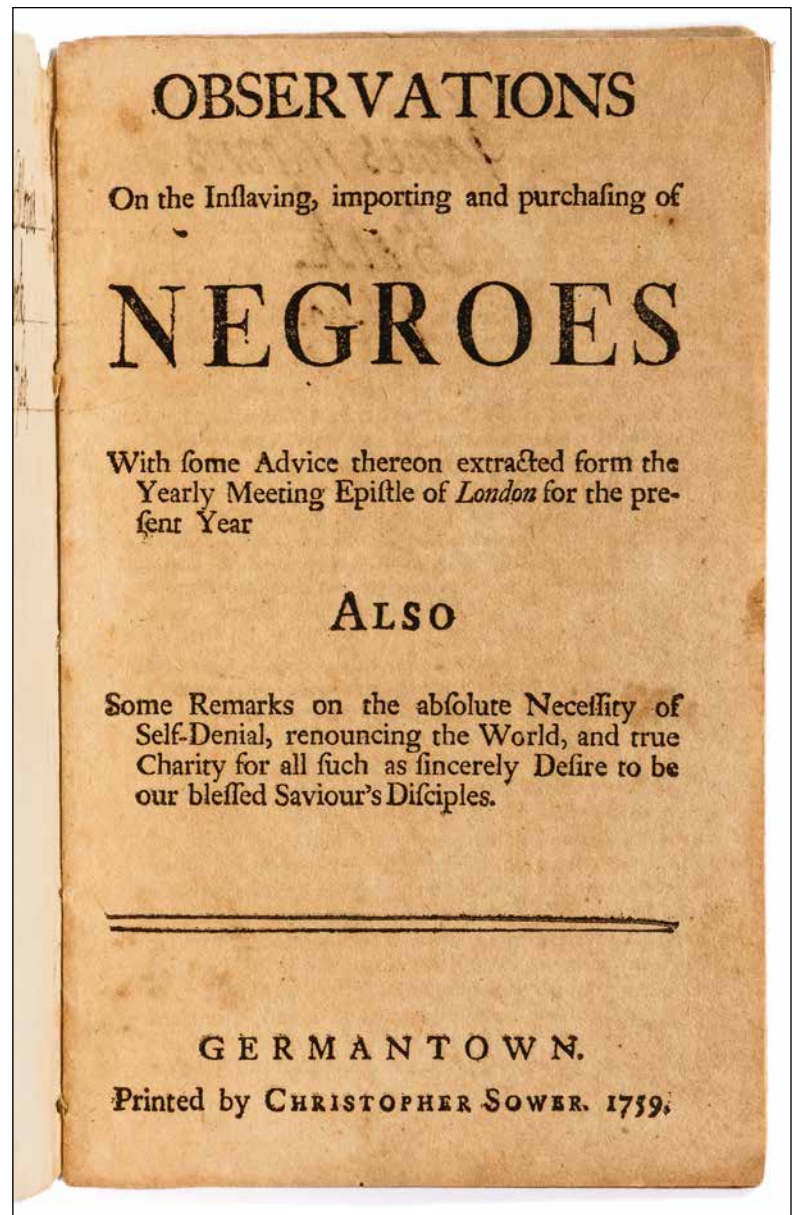 OBSERVATIONS
On the Inſlaving, importing and purchaſing of
NEGROES
With ſome Advice thereon extracted form the
Yearly Meeting Epiſtle of London for the pre-
ſent Year
ALSO
Some Remarks on the abſolute Neceſſity of
Self-Denial, renouncing the World, and true
Charity for all ſuch as ſincerely Deſire to be
our bleſſed Saviour's Diſciples.
GERMANTOWN.
Printed by CHRISTOPHER SOWER. 1759.